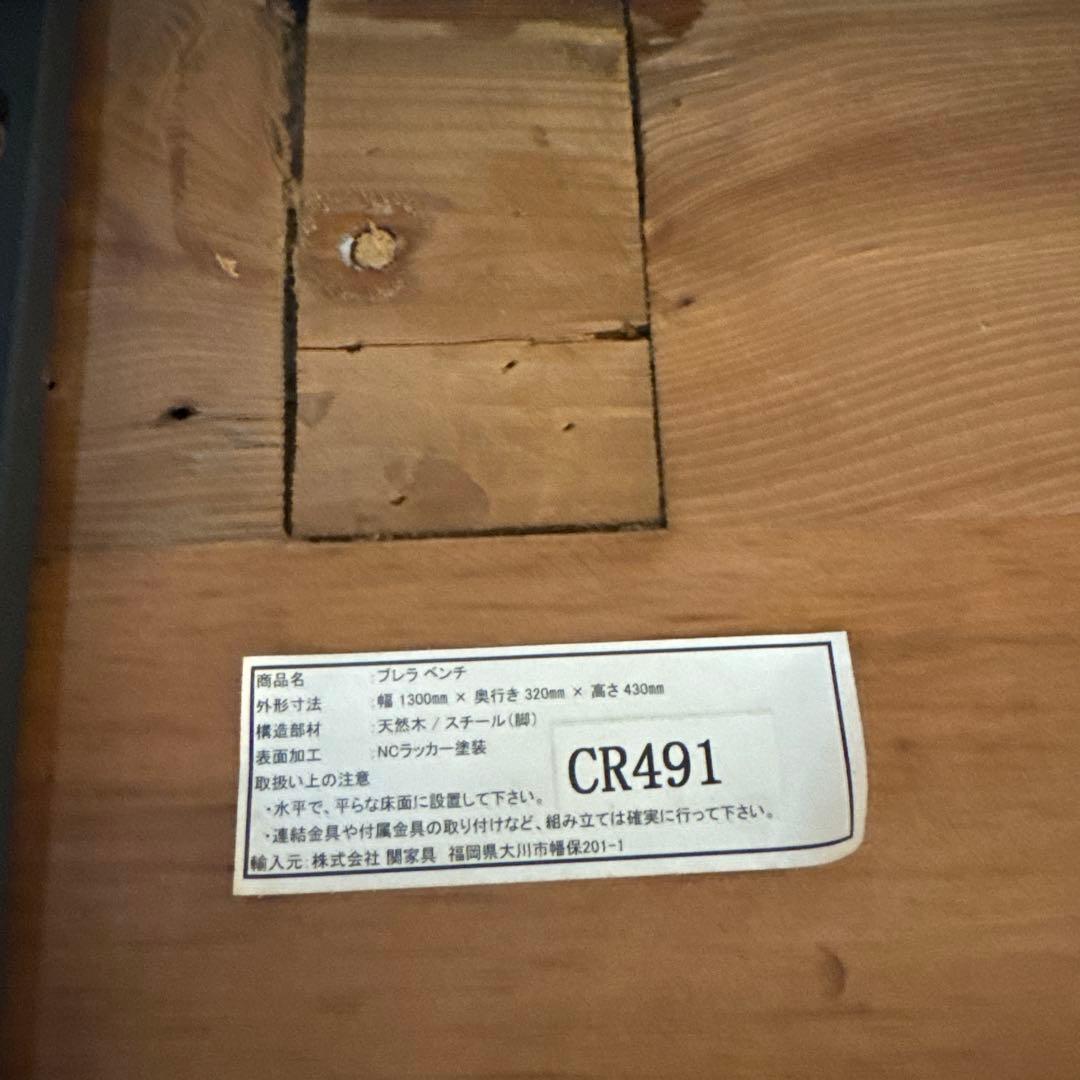 商品名 :ブレラ ベンチ
外形寸法 :幅 1300mm × 奥行き 320mm × 高さ 430mm
構造部材 :天然木 / スチール(脚)
表面加工 :NCラッカー塗装
CR491
取扱い上の注意
・水平で、平らな床面に設置して下さい。
・連結金具や付属金具の取り付けなど、組み立ては確実に行って下さい。
輸入元:株式会社 関家具 福岡県大川市幡保201-1